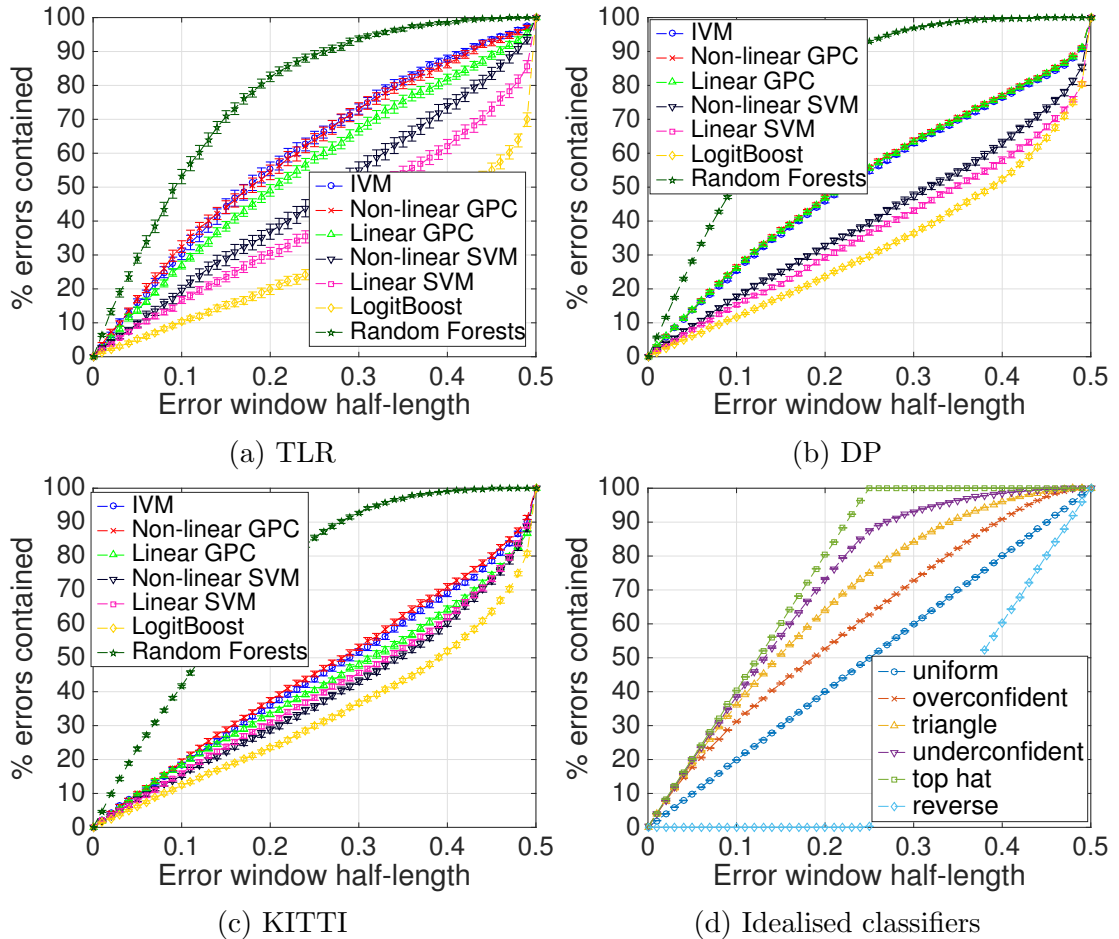 100
90
80
70
60
50
40
30
20
10
0
% errors contained
IVM
Non-linear GPC
Linear GPC
Non-linear SVM
Linear SVM
LogitBoost
Random Forests
0 0.1 0.2 0.3 0.4 0.5
Error window half-length
(a) TLR
100
90
80
70
60
50
40
30
20
10
0
% errors contained
IVM
Non-linear GPC
Linear GPC
Non-linear SVM
Linear SVM
LogitBoost
Random Forests
0 0.1 0.2 0.3 0.4 0.5
Error window half-length
(b) DP
100
90
80
70
60
50
40
30
20
10
0
% errors contained
IVM
Non-linear GPC
Linear GPC
Non-linear SVM
Linear SVM
LogitBoost
Random Forests
0 0.1 0.2 0.3 0.4 0.5
Error window half-length
(c) KITTI
100
90
80
70
60
50
40
30
20
10
0
% errors contained
uniform
overconfident
triangle
underconfident
top hat
reverse
0 0.1 0.2 0.3 0.4 0.5
Error window half-length
(d) Idealised classifiers